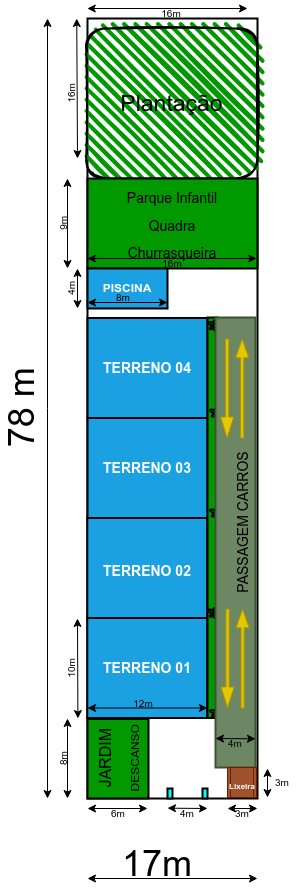 16m
16m
Plantação
9m
Parque Infantil
Quadra
Churrasqueira
16m
4m
PISCINA
8m
78 m
TERRENO 04
TERRENO 03
PASSAGEM CARROS
TERRENO 02
10m
TERRENO 01
12m
8m
JARDIM
DESCANSO
4m
Lixeira
3m
6m
4m
3m
17m